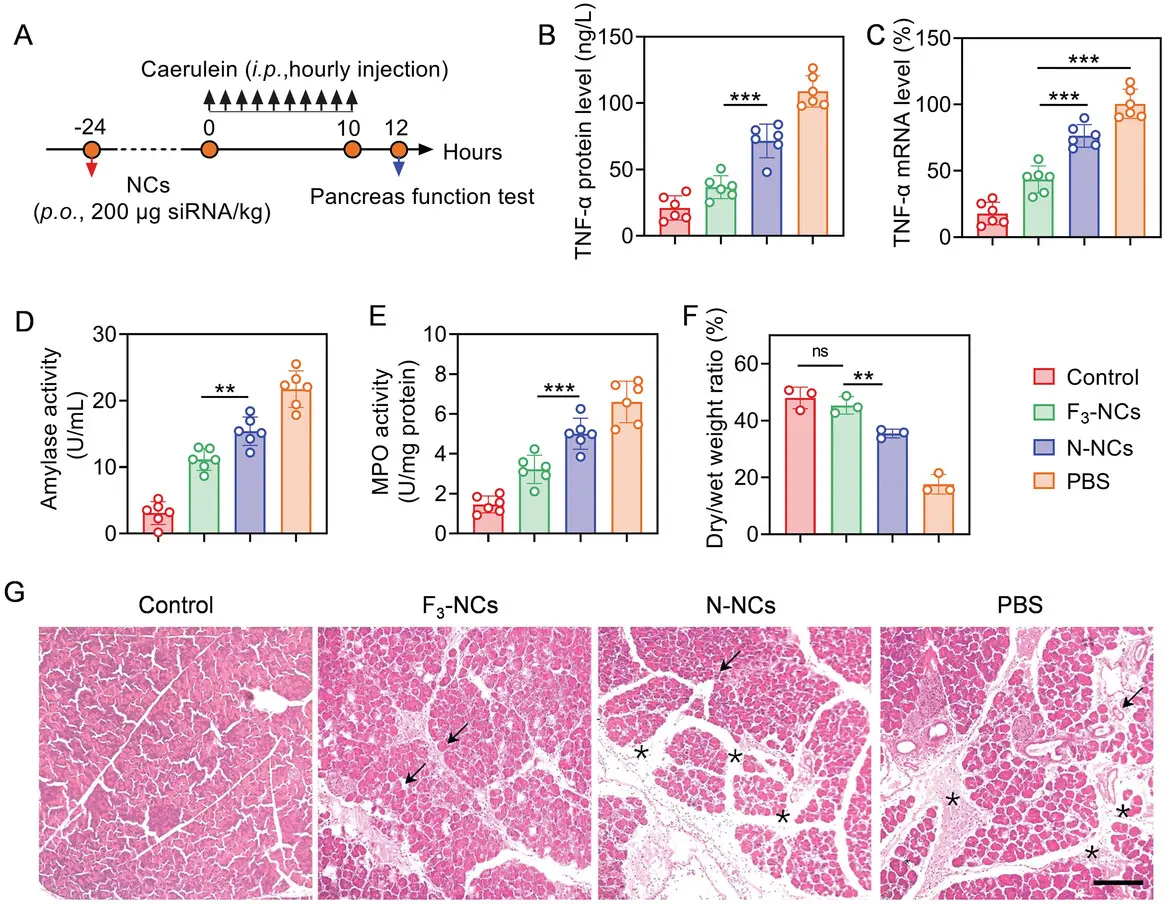 A
Caerulein (i.p.,hourly injection)
-24
0
10
12
Hours
NCs
(p.o., 200 µg siRNA/kg)
Pancreas function test
B
TNF-α protein level (ng/L)
150
100
50
0
***
C
TNF-α mRNA level (%)
150
100
50
0
***
***
D
Amylase activity
(U/mL)
30
20
10
0
**
E
MPO activity
(U/mg protein)
10
8
6
4
2
0
***
F
Dry/wet weight ratio (%)
60
40
20
0
ns
**
Control
F₃-NCs
N-NCs
PBS
G
Control
F₃-NCs
N-NCs
PBS
*
*
*
*
*
*